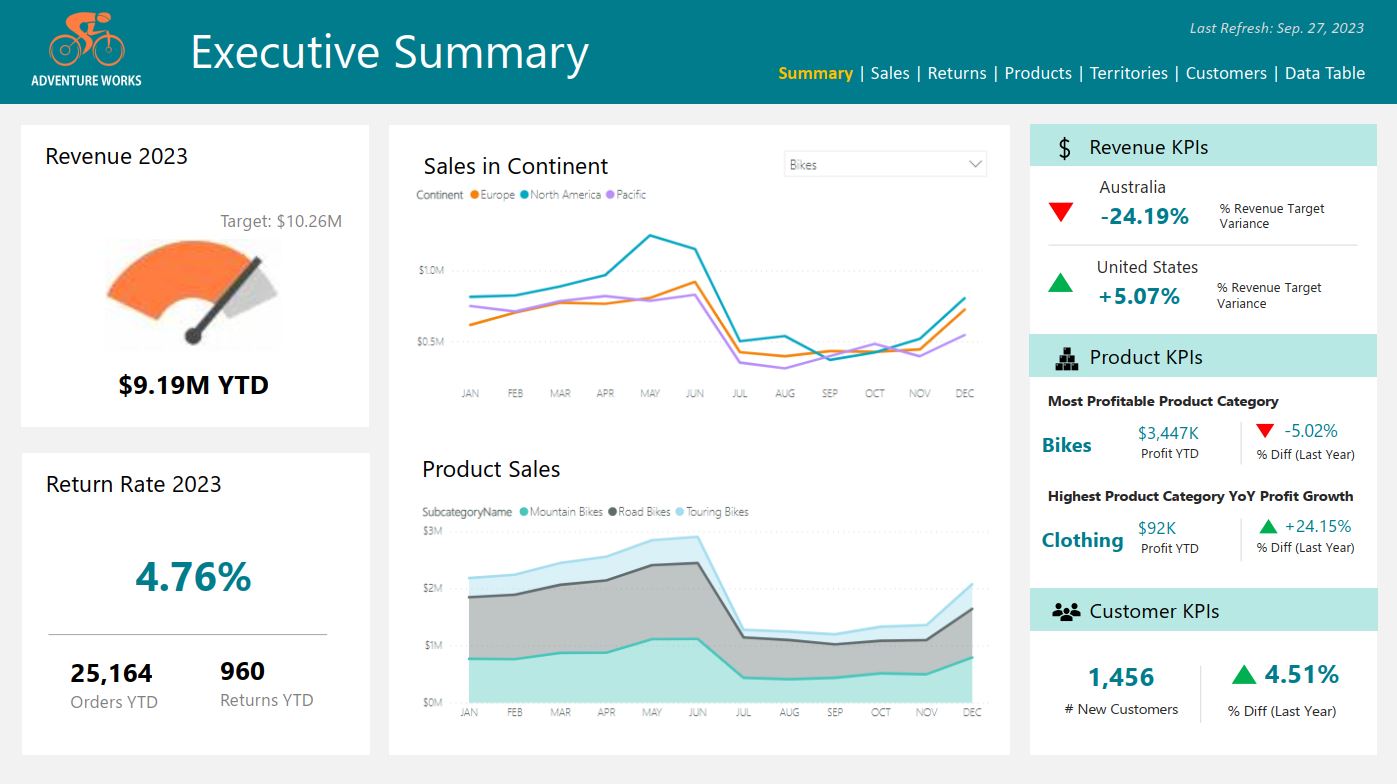 ADVENTURE WORKS
Executive Summary
Last Refresh: Sep. 27, 2023
Summary | Sales | Returns | Products | Territories | Customers | Data Table
Revenue 2023
Target: $10.26M
$9.19M YTD
Return Rate 2023
4.76%
25,164
Orders YTD
960
Returns YTD
Sales in Continent
Bikes
Continent Europe North America Pacific
$1.0M
$0.5M
JAN FEB MAR APR MAY JUN JUL AUG SEP OCT NOV DEC
Product Sales
SubcategoryName Mountain Bikes Road Bikes Touring Bikes
$3M
$2M
$1M
$0M
JAN FEB MAR APR MAY JUN JUL AUG SEP OCT NOV DEC
$ Revenue KPIs
Australia
-24.19%
% Revenue Target
Variance
United States
+5.07%
% Revenue Target
Variance
Product KPIs
Most Profitable Product Category
Bikes
$3,447K
Profit YTD
-5.02%
% Diff (Last Year)
Highest Product Category YoY Profit Growth
Clothing
$92K
Profit YTD
+24.15%
% Diff (Last Year)
Customer KPIs
1,456
# New Customers
4.51%
% Diff (Last Year)